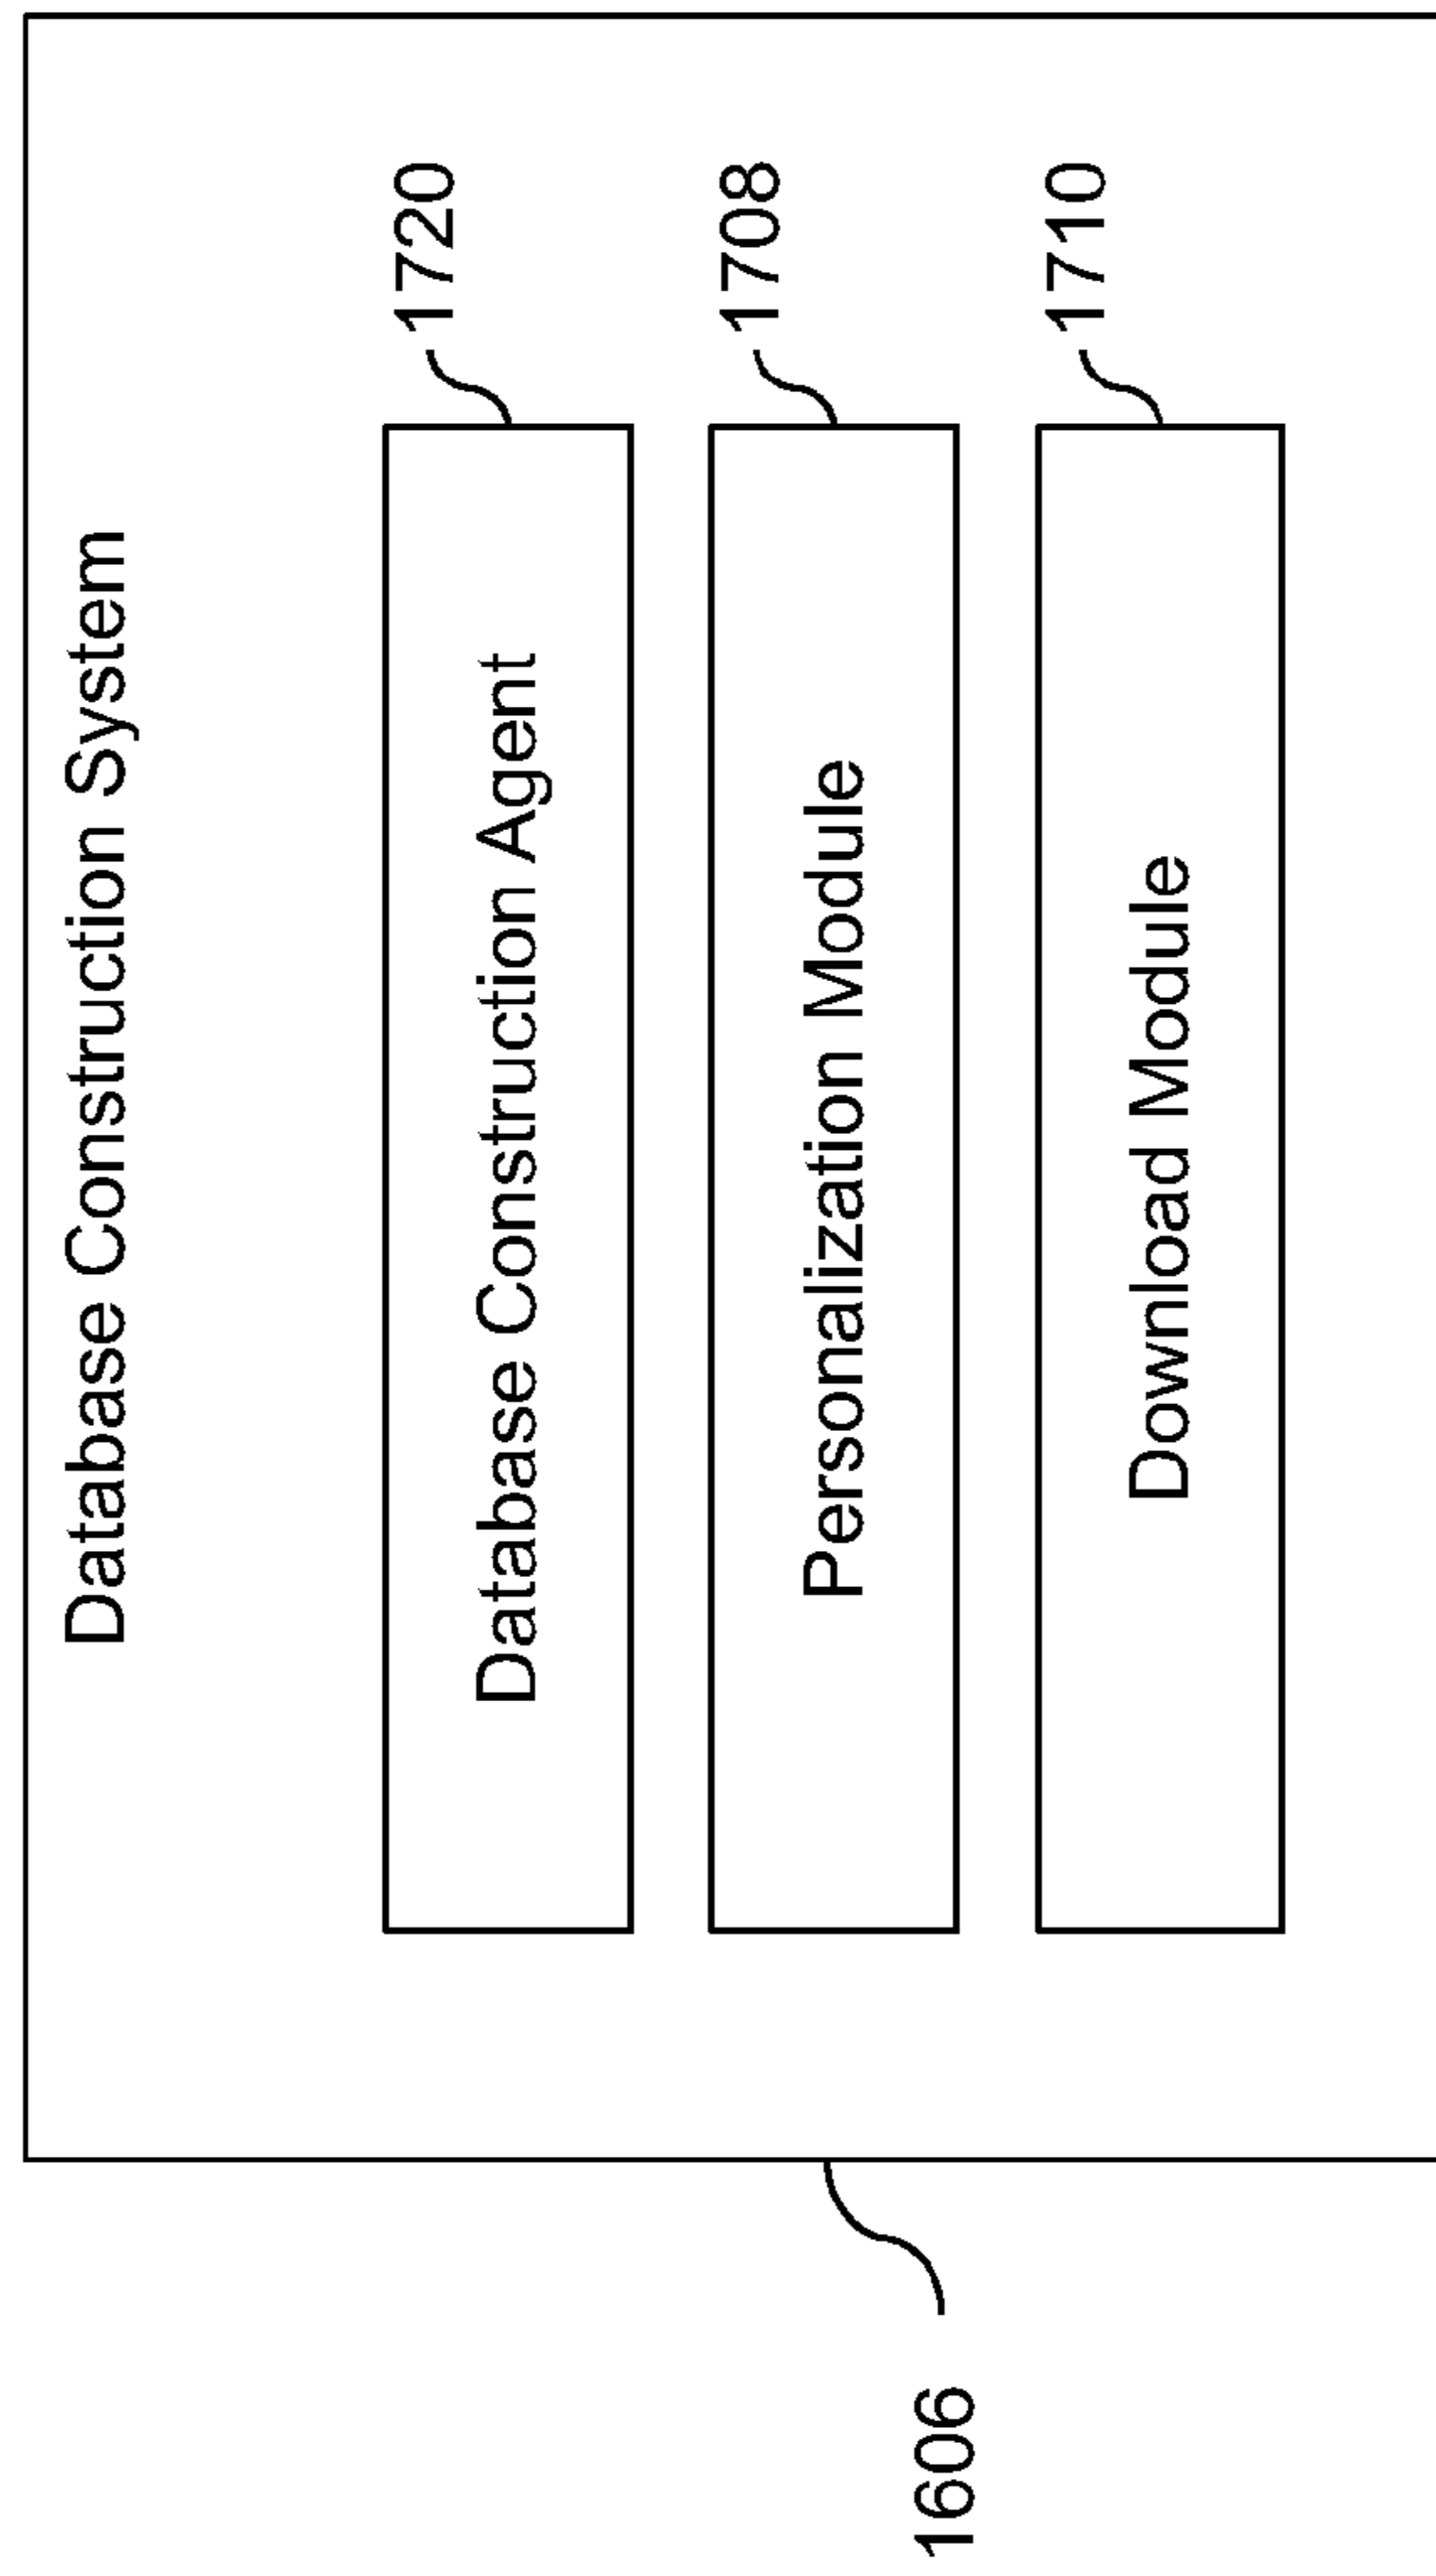 Database Construction System
Database Construction Agent
1720
Personalization Module
1708
Download Module
1710
1606